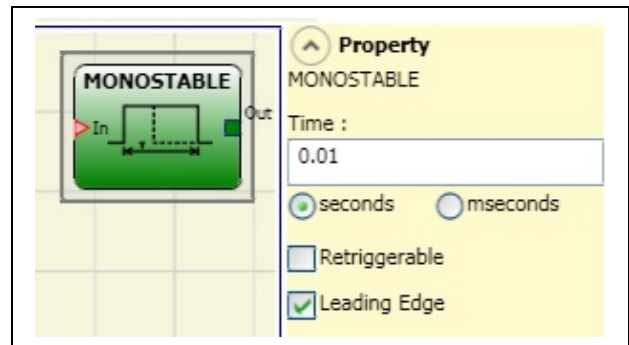 MONOSTABLE
In
Out
T
Property
MONOSTABLE
Time :
0.01
seconds mseconds
Retriggerable
Leading Edge